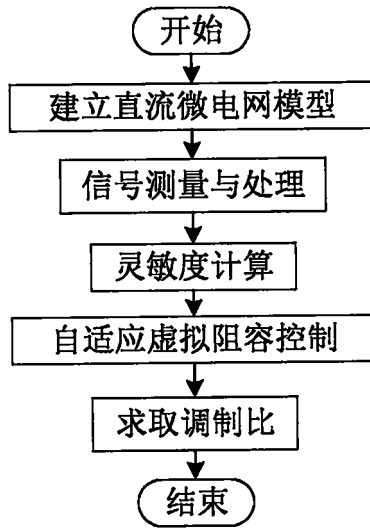 开始
建立直流微电网模型
信号测量与处理
灵敏度计算
自适应虚拟阻容控制
求取调制比
结束